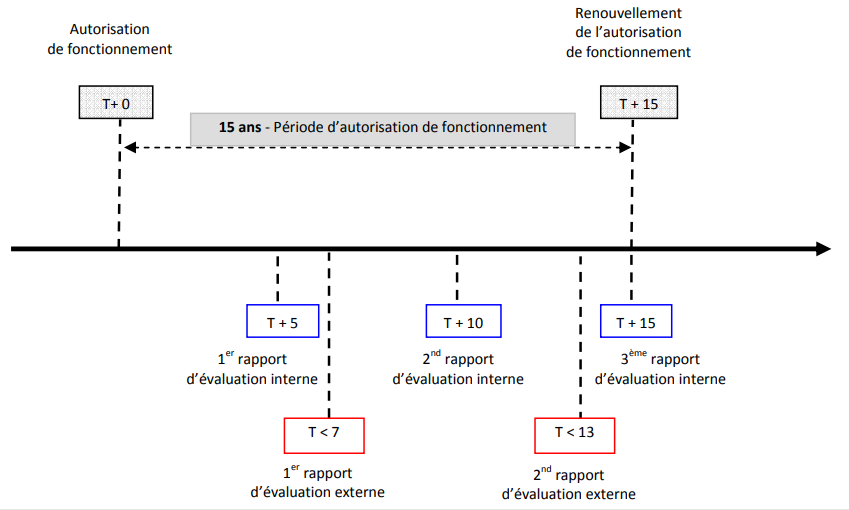 Autorisation
de fonctionnement
Renouvellement
de l'autorisation
de fonctionnement
T+ 0
T + 15
15 ans - Période d'autorisation de fonctionnement
T + 5
T + 10
T + 15
1er rapport
d'évaluation interne
2nd rapport
d'évaluation interne
3ème rapport
d'évaluation interne
T < 7
T < 13
1er rapport
d'évaluation externe
2nd rapport
d'évaluation externe